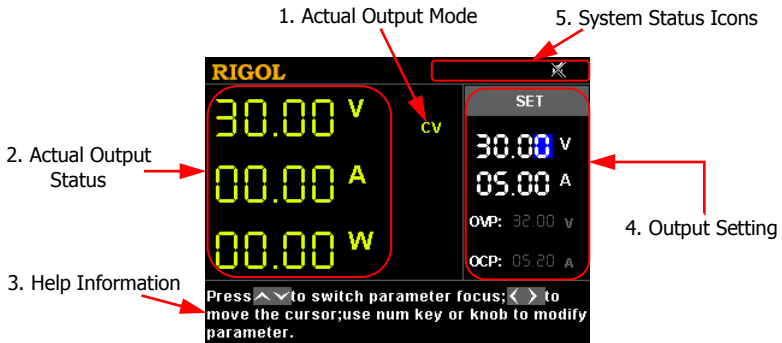 1. Actual Output Mode
5. System Status Icons
RIGOL
30.00 V
CV
00.00 A
00.00 W
SET
30.00 V
05.00 A
OVP: 32.00 V
OCP: 05.20 A
2. Actual Output
Status
4. Output Setting
3. Help Information
Press to switch parameter focus; to
move the cursor;use num key or knob to modify
parameter.